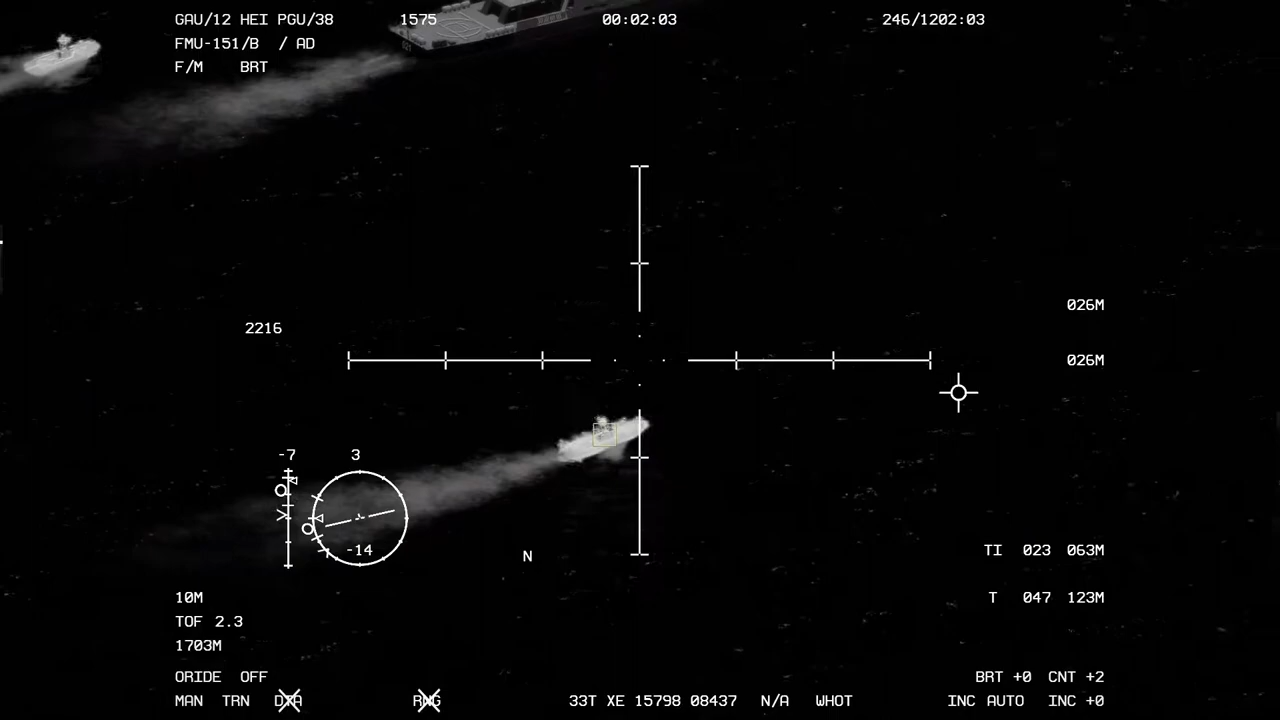 GAU/12 HEI PGU/38 1575 00:02:03 246/1202:03
FMU-151/B / AD
F/M BRT
026M
2216
026M
-7 3
-14
N
TI 023 063M
10M
T 047 123M
TOF 2.3
1703M
ORIDE OFF
BRT +0 CNT +2
MAN TRN DTA RNG 33T XE 15798 08437 N/A WHOT INC AUTO INC +0